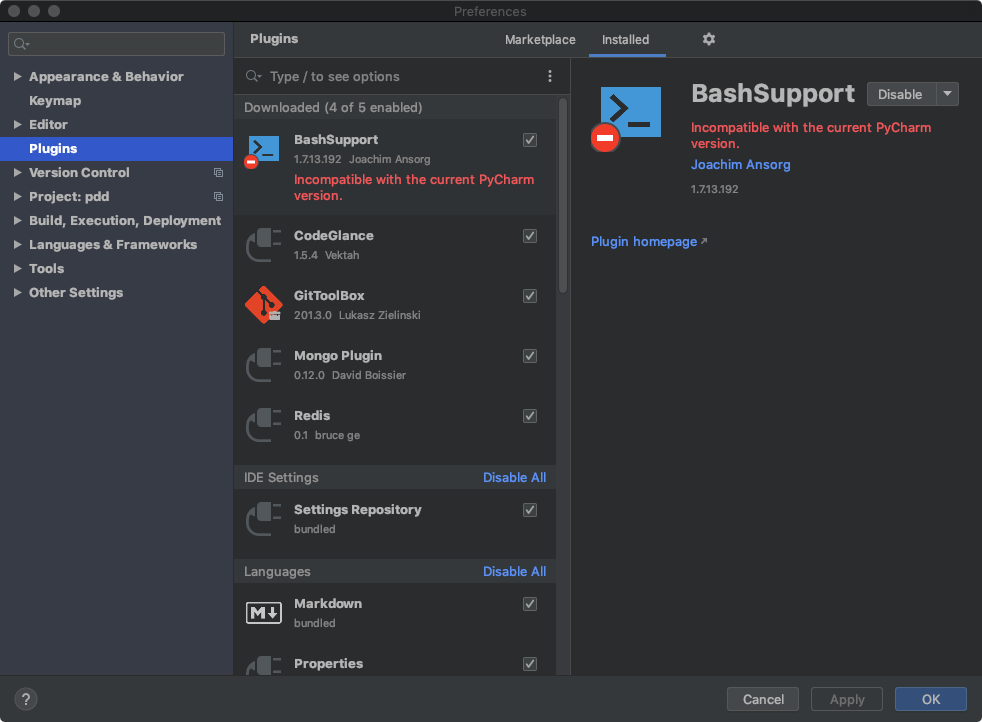 Preferences
Appearance & Behavior
Keymap
Editor
Plugins
Version Control
Project: pdd
Build, Execution, Deployment
Languages & Frameworks
Tools
Other Settings
Plugins
Marketplace
Installed
Type / to see options
Downloaded (4 of 5 enabled)
BashSupport
1.7.13.192 Joachim Ansorg
Incompatible with the current PyCharm
version.
CodeGlance
1.5.4 Vektah
GitToolBox
201.3.0 Lukasz Zielinski
Mongo Plugin
0.12.0 David Boissier
Redis
0.1 bruce ge
IDE Settings Disable All
Settings Repository
bundled
Languages Disable All
M Markdown
bundled
Properties
BashSupport Disable
Incompatible with the current PyCharm
version.
Joachim Ansorg
1.7.13.192
Plugin homepage
? Cancel Apply OK